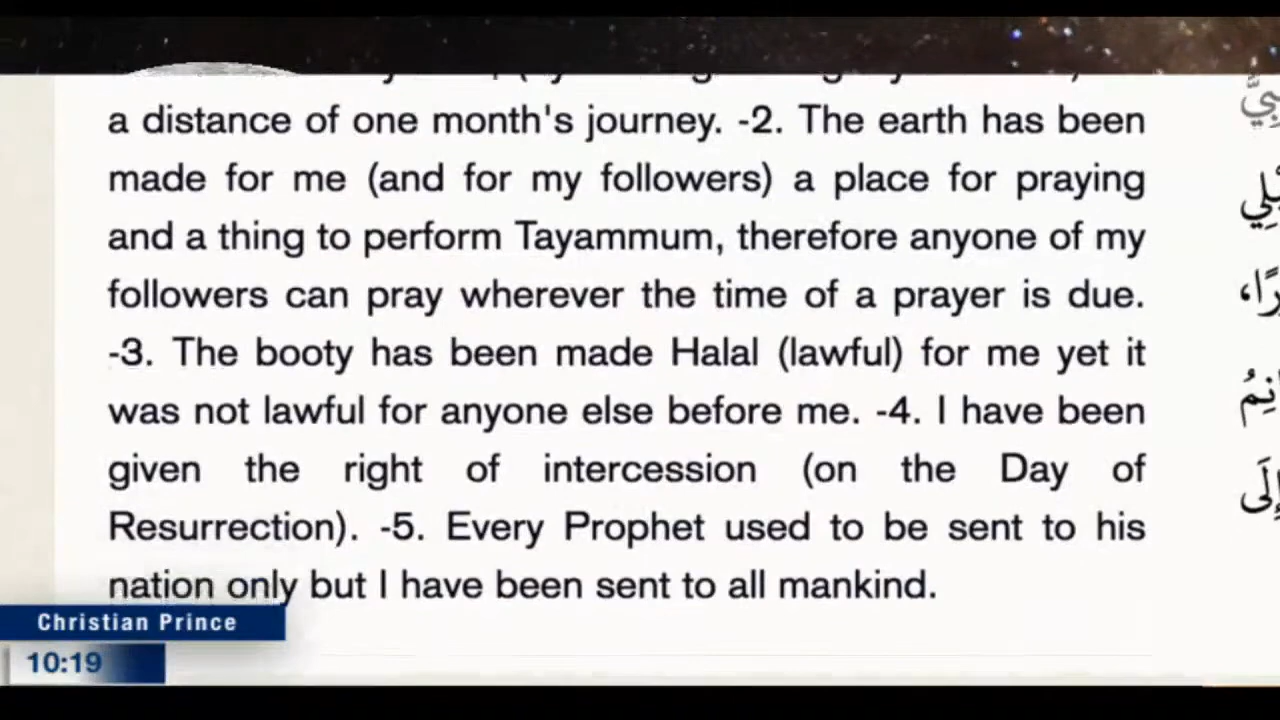 a distance of one month's journey. -2. The earth has been
made for me (and for my followers) a place for praying
and a thing to perform Tayammum, therefore anyone of my
followers can pray wherever the time of a prayer is due.
-3. The booty has been made Halal (lawful) for me yet it
was not lawful for anyone else before me. -4. I have been
given the right of intercession (on the Day of
Resurrection). -5. Every Prophet used to be sent to his
nation only but I have been sent to all mankind.
Christian Prince
10:19